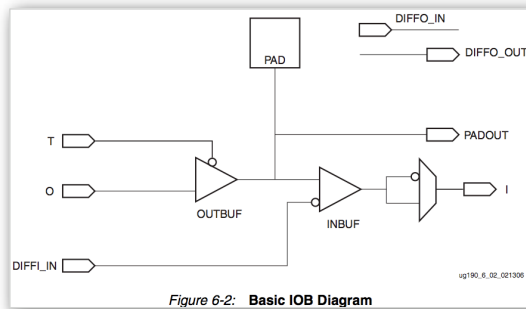 DIFFO_IN
DIFFO_OUT
PAD
PADOUT
T
O
OUTBUF
INBUF
I
DIFFI_IN
ug190_6_02_021306
Figure 6-2: Basic IOB Diagram